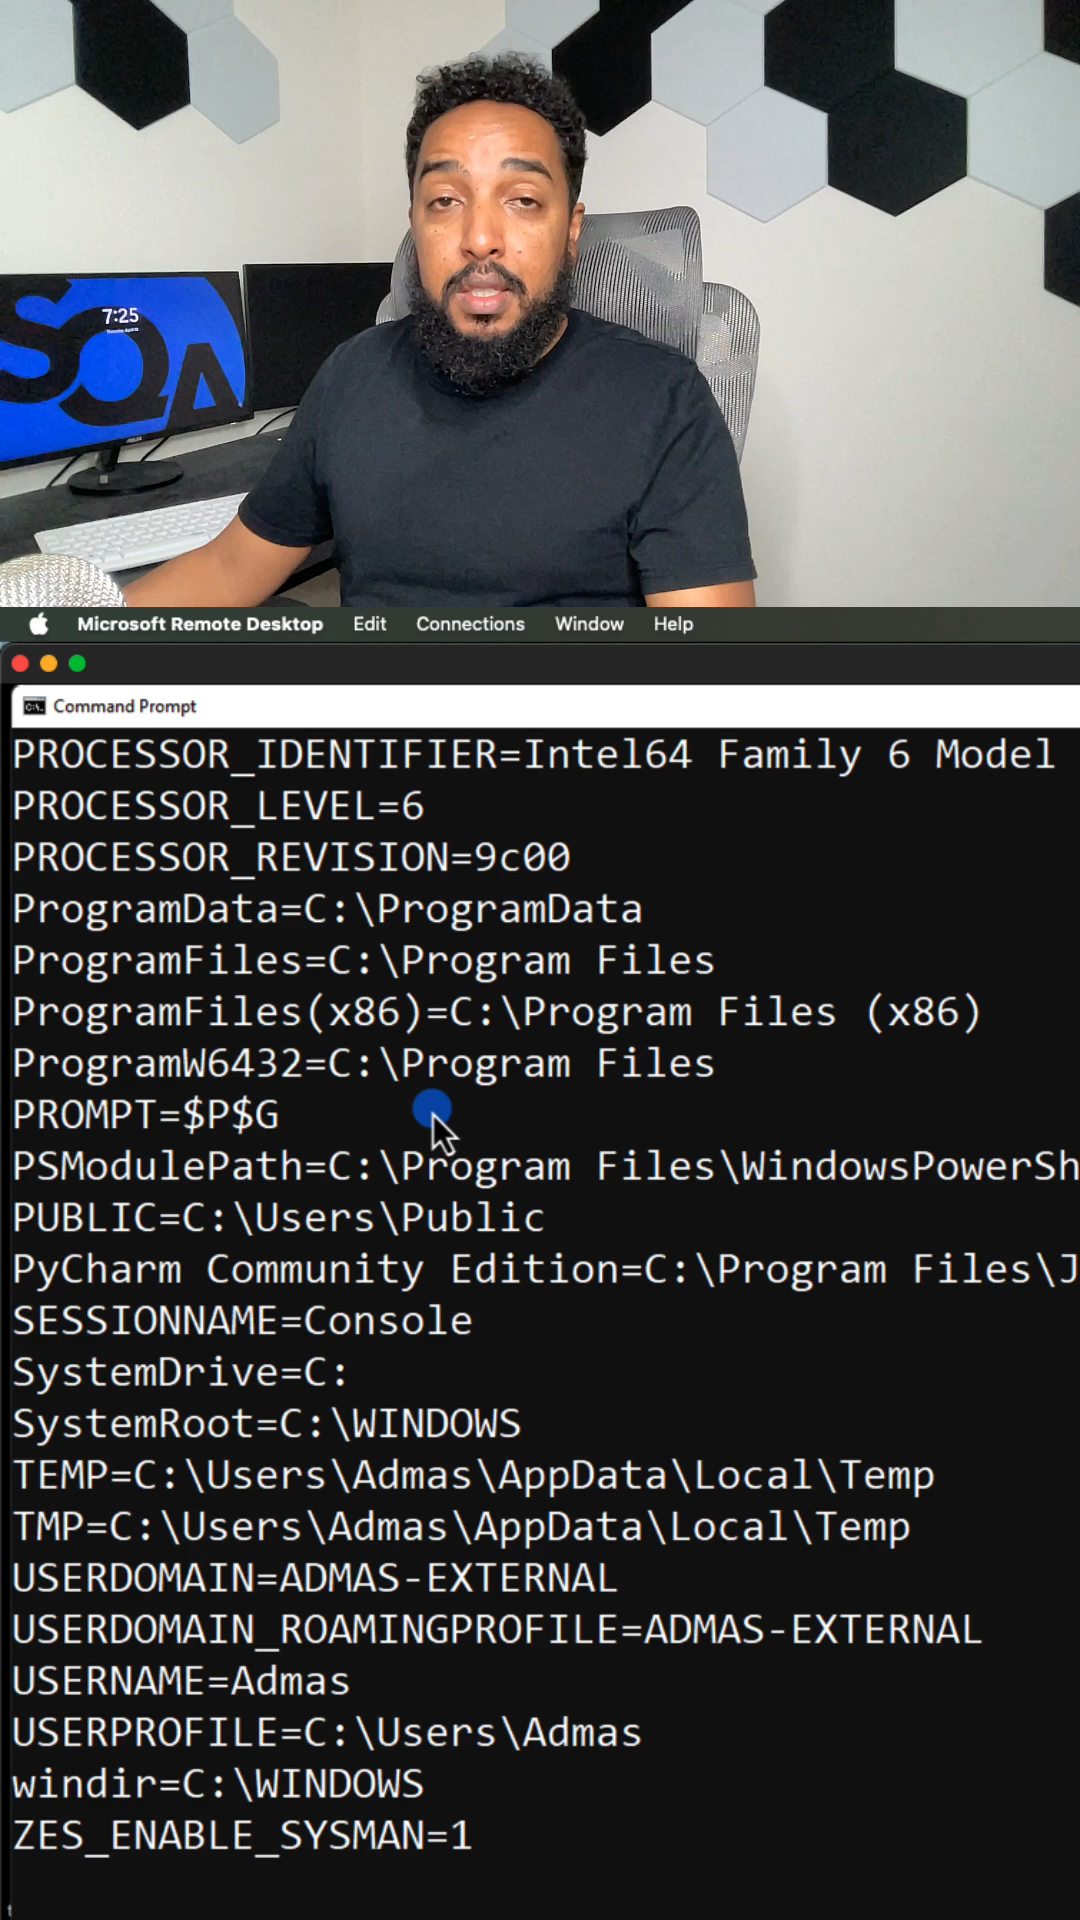 SQA
7:25
Microsoft Remote Desktop Edit Connections Window Help
Command Prompt
PROCESSOR_IDENTIFIER=Intel64 Family 6 Model
PROCESSOR_LEVEL=6
PROCESSOR_REVISION=9c00
ProgramData=C:\ProgramData
ProgramFiles=C:\Program Files
ProgramFiles(x86)=C:\Program Files (x86)
ProgramW6432=C:\Program Files
PROMPT=$P$G
PSModulePath=C:\Program Files\WindowsPowerSh
PUBLIC=C:\Users\Public
PyCharm Community Edition=C:\Program Files\J
SESSIONNAME=Console
SystemDrive=C:
SystemRoot=C:\WINDOWS
TEMP=C:\Users\Admas\AppData\Local\Temp
TMP=C:\Users\Admas\AppData\Local\Temp
USERDOMAIN=ADMAS-EXTERNAL
USERDOMAIN_ROAMINGPROFILE=ADMAS-EXTERNAL
USERNAME=Admas
USERPROFILE=C:\Users\Admas
windir=C:\WINDOWS
ZES_ENABLE_SYSMAN=1